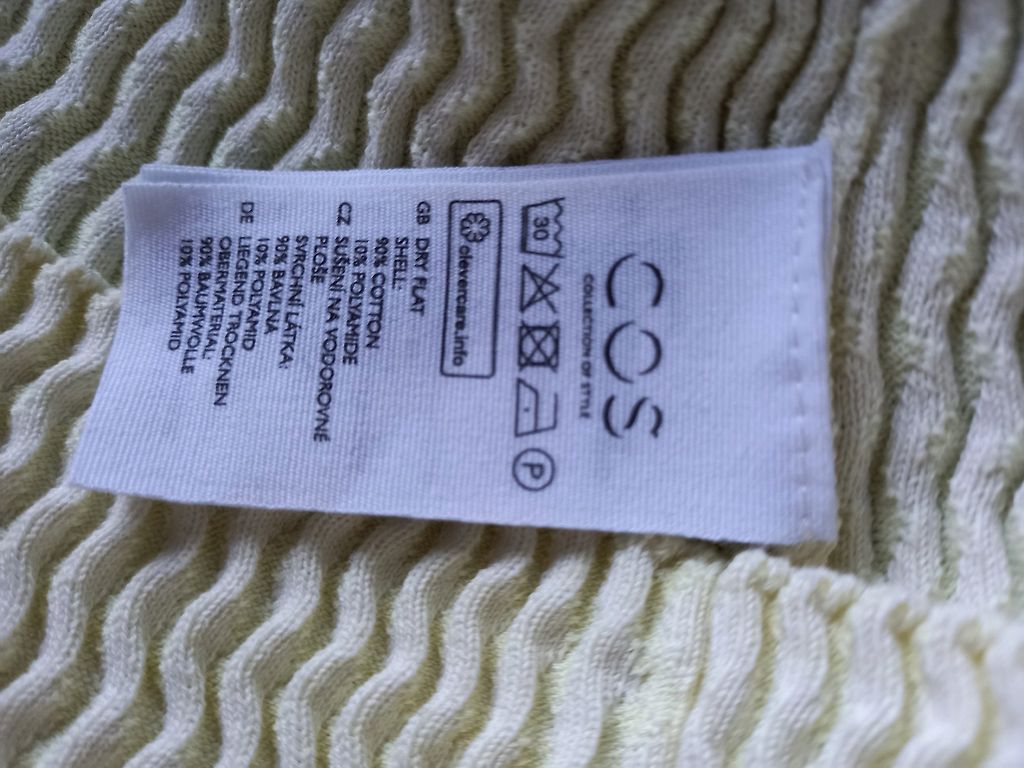 COS
COLLECTION OF STYLE
30
P
clevercare.info
GB DRY FLAT
SHELL:
90% COTTON
10% POLYAMIDE
CZ SUŠENÍ NA VODOROVNÉ
PLOŠE
SVRCHNÍ LÁTKA:
90% BAVLNA
10% POLYAMID
DE LIEGEND TROCKNEN
OBERMATERIAL:
90% BAUMWOLLE
10% POLYAMID